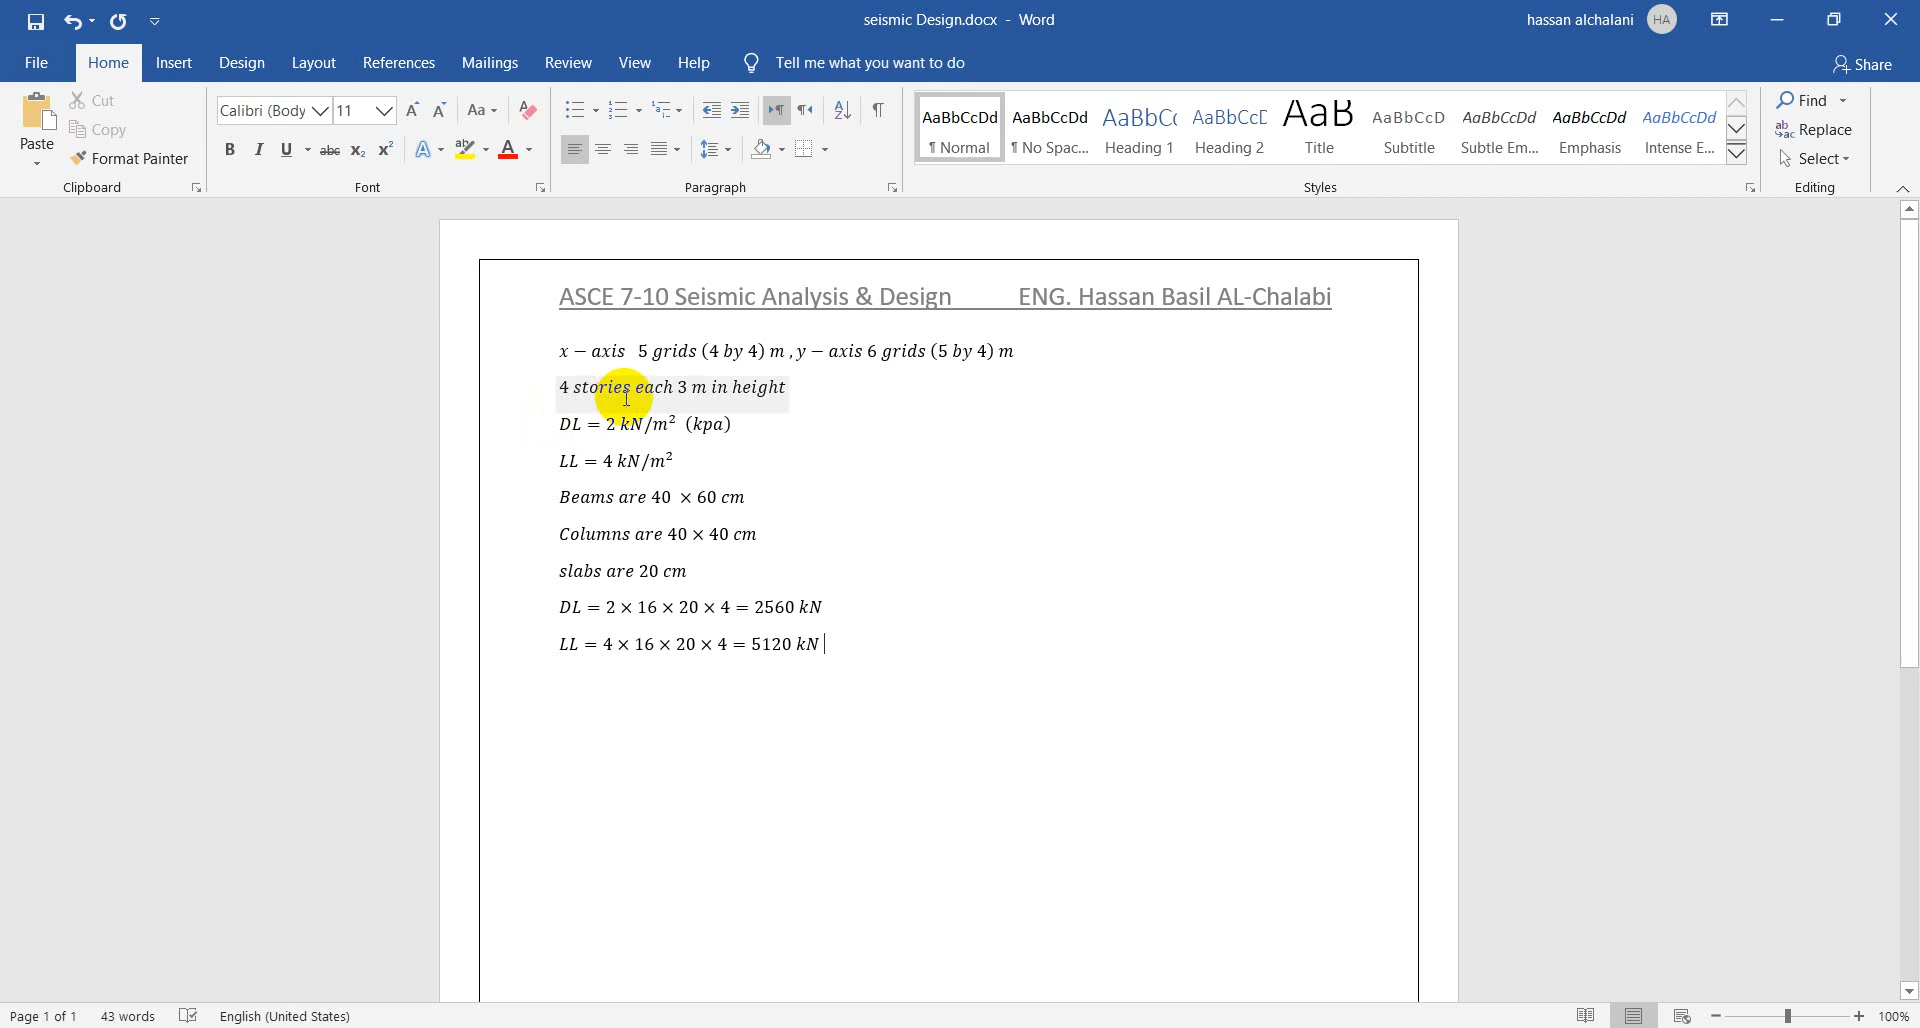 seismic Design.docx - Word
hassan alchalani HA
File Home Insert Design Layout References Mailings Review View Help Tell me what you want to do Share
Paste Cut Copy Format Painter Clipboard
Calibri (Body 11 Aa
B I U abc X₂ X² A ab A Font
Paragraph
AaBbCcDd ¶ Normal
AaBbCcDd ¶ No Spac...
AaBbCc Heading 1
AaBbCcE Heading 2
AaB Title
AaBbCcD Subtitle
AaBbCcDd Subtle Em...
AaBbCcDd Emphasis
AaBbCcDd Intense E...
Styles
Find
Replace
Select
Editing
ASCE 7-10 Seismic Analysis & Design ENG. Hassan Basil AL-Chalabi
x − axis 5 grids (4 by 4) m , y − axis 6 grids (5 by 4) m
4 stories each 3 m in height
DL = 2 kN/m² (kpa)
LL = 4 kN/m²
Beams are 40 × 60 cm
Columns are 40 × 40 cm
slabs are 20 cm
DL = 2 × 16 × 20 × 4 = 2560 kN
LL = 4 × 16 × 20 × 4 = 5120 kN
Page 1 of 1 43 words English (United States) 100%